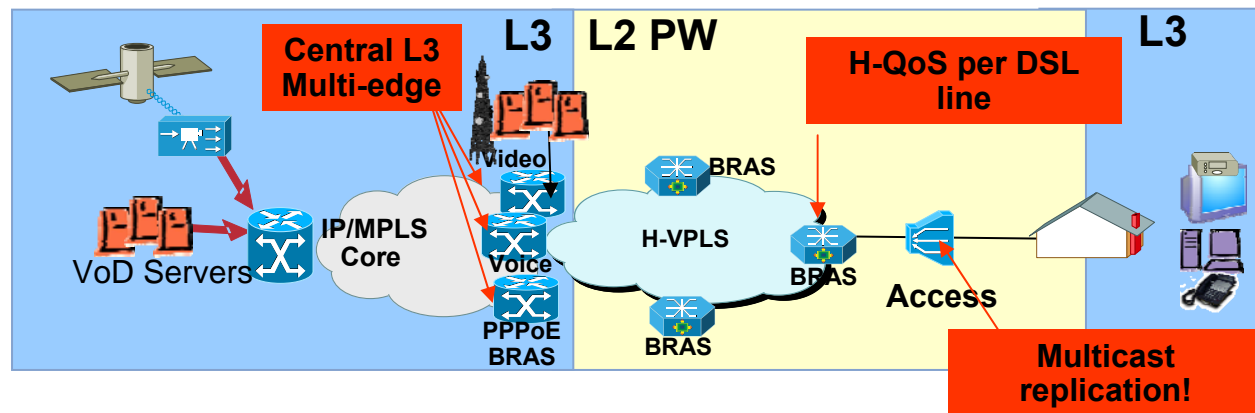 L3
L2 PW
L3
Central L3
Multi-edge
H-QoS per DSL
line
Video
BRAS
IP/MPLS
Core
H-VPLS
VoD Servers
Voice
BRAS
Access
PPPoE
BRAS
BRAS
Multicast
replication!